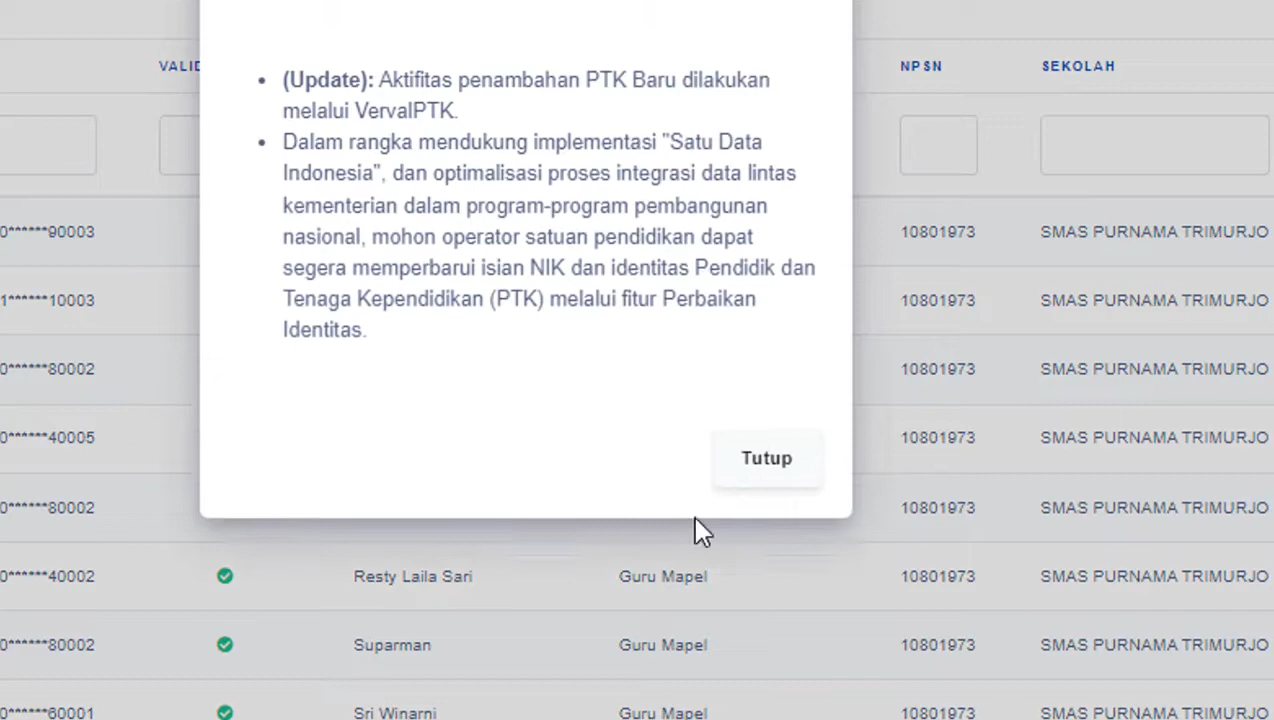 VALID NPSN SEKOLAH
(Update): Aktifitas penambahan PTK Baru dilakukan
melalui VervalPTK.
Dalam rangka mendukung implementasi "Satu Data
Indonesia", dan optimalisasi proses integrasi data lintas
kementerian dalam program-program pembangunan
nasional, mohon operator satuan pendidikan dapat
segera memperbarui isian NIK dan identitas Pendidik dan
Tenaga Kependidikan (PTK) melalui fitur Perbaikan
Identitas.
Tutup
0******90003 10801973 SMAS PURNAMA TRIMURJO
1******10003 10801973 SMAS PURNAMA TRIMURJO
0******80002 10801973 SMAS PURNAMA TRIMURJO
0******40005 10801973 SMAS PURNAMA TRIMURJO
0******80002 10801973 SMAS PURNAMA TRIMURJO
0******40002 Resty Laila Sari Guru Mapel 10801973 SMAS PURNAMA TRIMURJO
0******80002 Suparman Guru Mapel 10801973 SMAS PURNAMA TRIMURJO
0******60001 Sri Winarni Guru Mapel 10801973 SMAS PURNAMA TRIMURJO